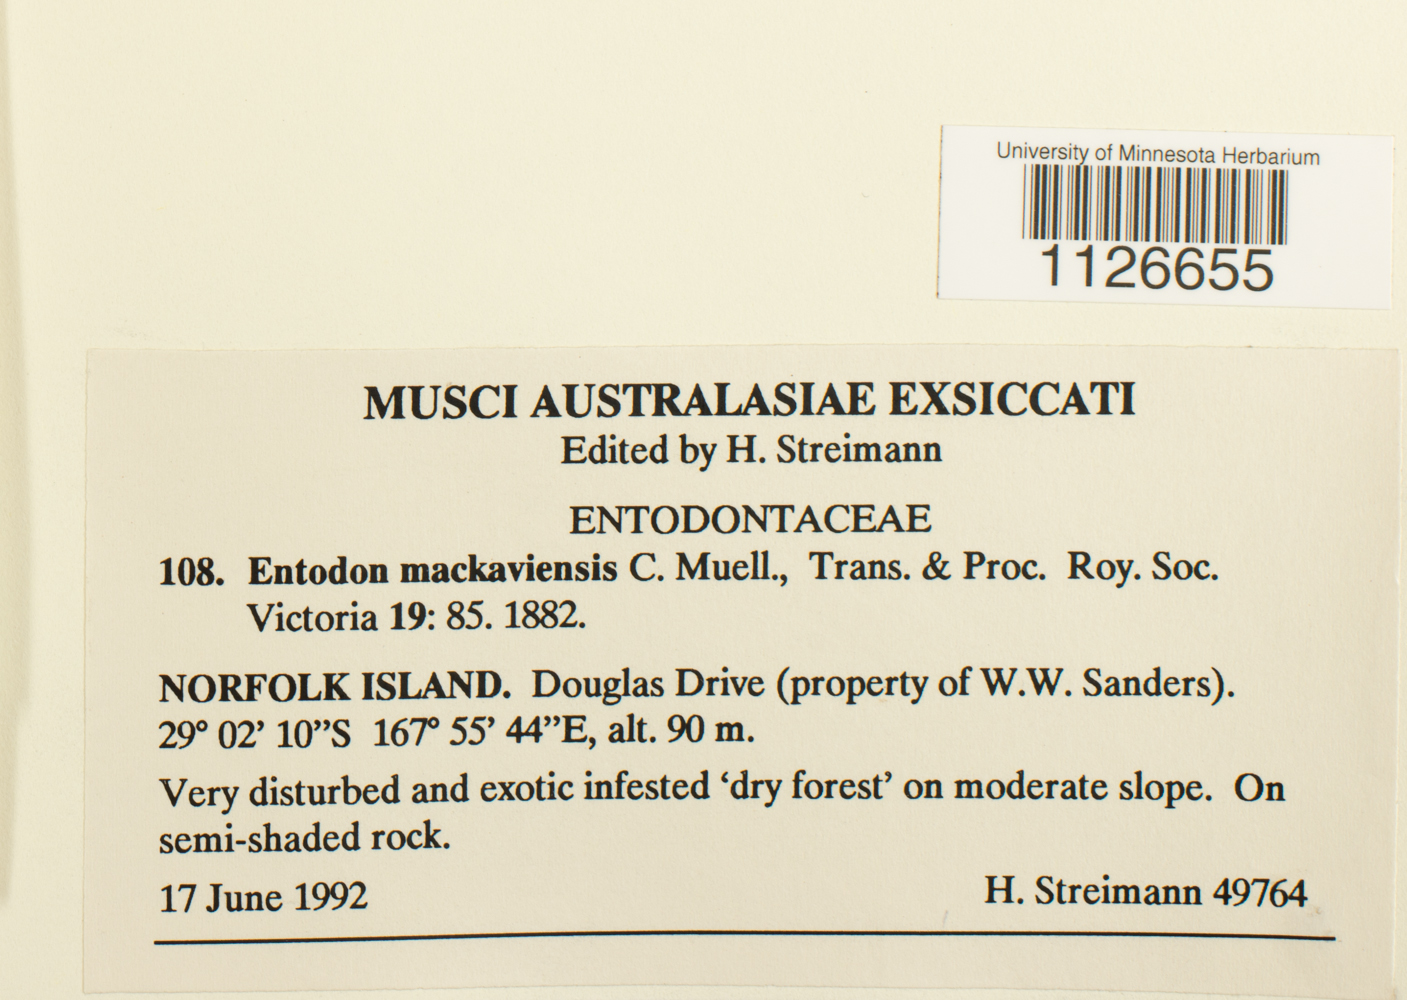 University of Minnesota Herbarium
1126655
MUSCI AUSTRALASIAE EXSICCATI
Edited by H. Streimann
ENTODONTACEAE
108. Entodon mackaviensis C. Muell., Trans. & Proc. Roy. Soc.
Victoria 19: 85. 1882.
NORFOLK ISLAND. Douglas Drive (property of W.W. Sanders).
29° 02’ 10”S 167° 55’ 44”E, alt. 90 m.
Very disturbed and exotic infested ‘dry forest’ on moderate slope. On
semi-shaded rock.
17 June 1992 H. Streimann 49764